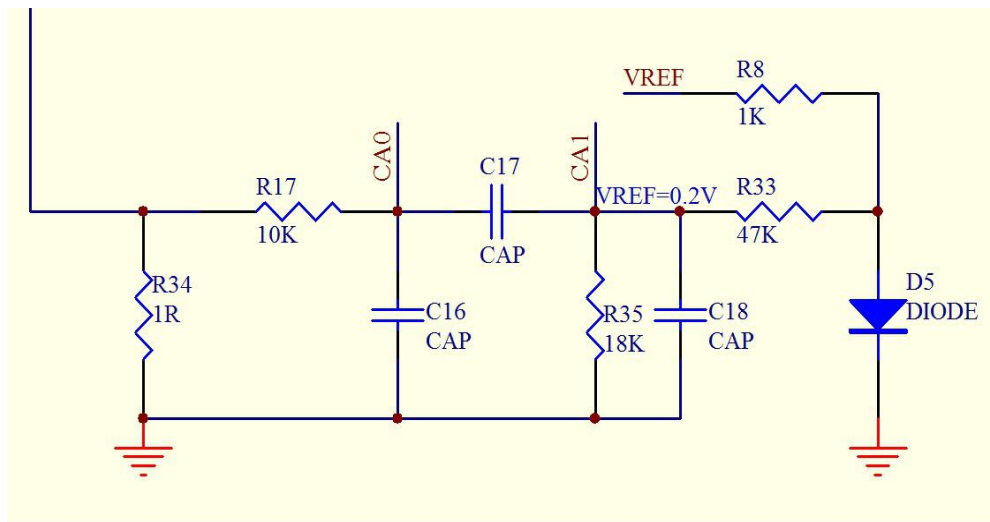 VREF
R8
1K
CA0
C17
CAP
CA1
VREF=0.2V
R17
10K
R33
47K
R34
1R
C16
CAP
R35
18K
C18
CAP
D5
DIODE